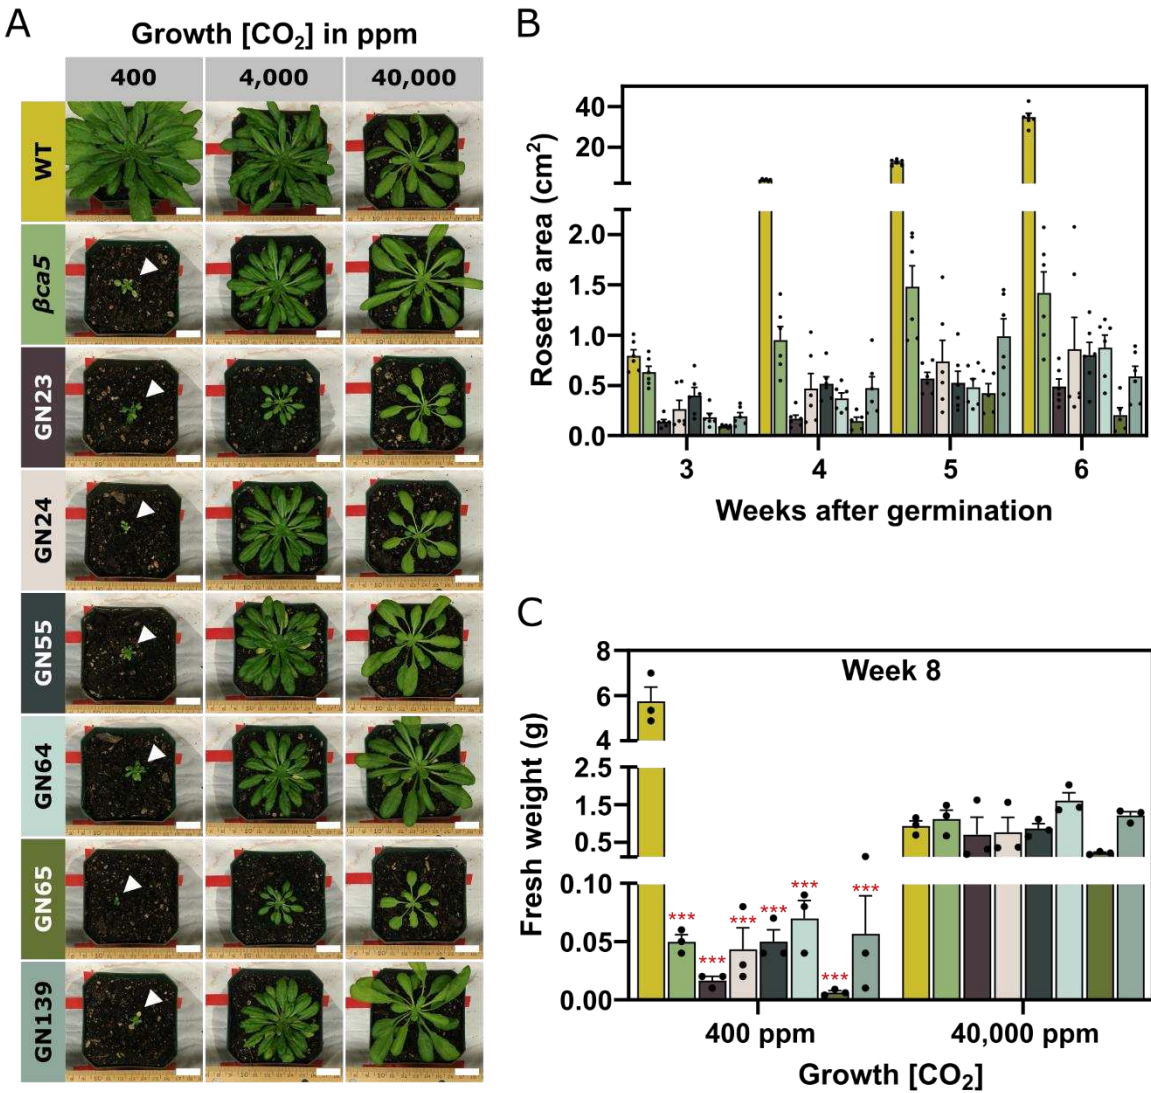 A
Growth [CO₂] in ppm
400
4,000
40,000
WT
βca5
GN23
GN24
GN55
GN64
GN65
GN139
B
Rosette area (cm²)
40
20
2.0
1.5
1.0
0.5
0.0
3
4
5
6
Weeks after germination
C
Week 8
Fresh weight (g)
8
6
4
2.5
1.5
0.5
0.10
0.05
0.00
***
***
***
***
***
***
***
400 ppm
40,000 ppm
Growth [CO₂]